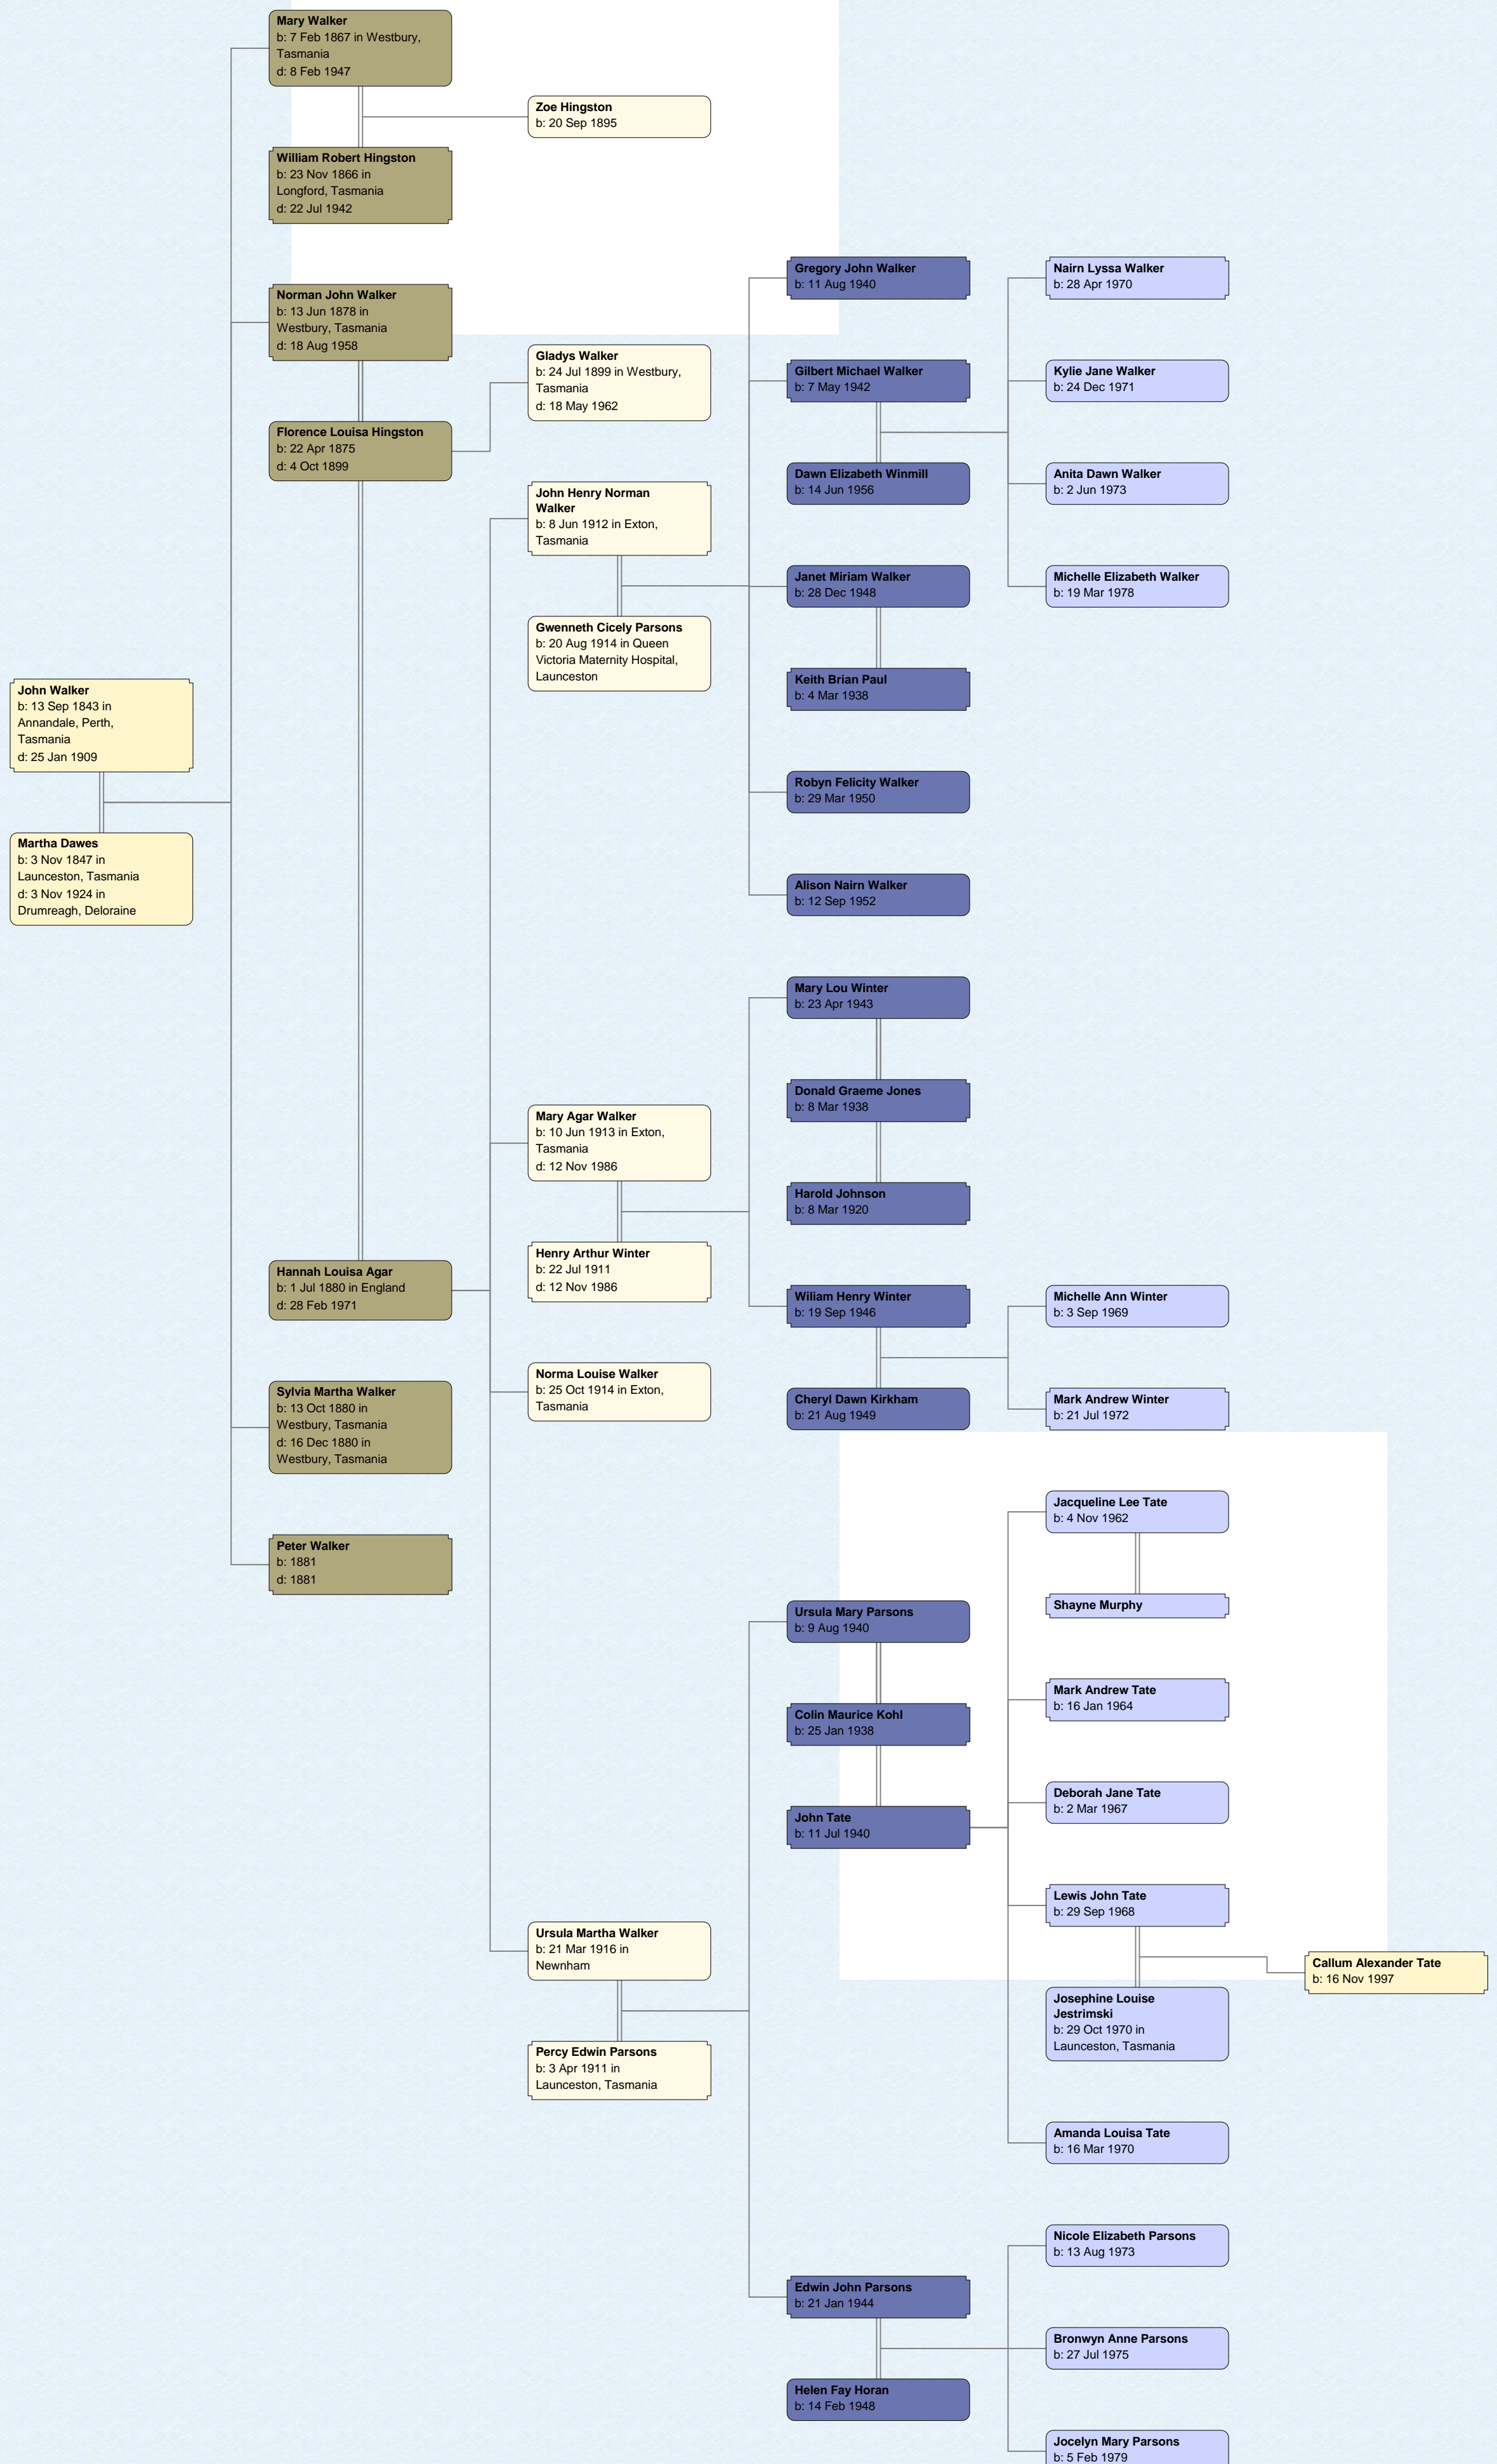 Mary Walker
b: 7 Feb 1867 in Westbury,
Tasmania
d: 8 Feb 1947
Zoe Hingston
b: 20 Sep 1895
William Robert Hingston
b: 23 Nov 1866 in
Longford, Tasmania
d: 22 Jul 1942
Norman John Walker
b: 13 Jun 1878 in
Westbury, Tasmania
d: 18 Aug 1958
Florence Louisa Hingston
b: 22 Apr 1875
d: 4 Oct 1899
Gladys Walker
b: 24 Jul 1899 in Westbury,
Tasmania
d: 18 May 1962
John Henry Norman
Walker
b: 8 Jun 1912 in Exton,
Tasmania
Gwenneth Cicely Parsons
b: 20 Aug 1914 in Queen
Victoria Maternity Hospital,
Launceston
Gregory John Walker
b: 11 Aug 1940
Gilbert Michael Walker
b: 7 May 1942
Dawn Elizabeth Winmill
b: 14 Jun 1956
Janet Miriam Walker
b: 28 Dec 1948
Keith Brian Paul
b: 4 Mar 1938
Robyn Felicity Walker
b: 29 Mar 1950
Alison Nairn Walker
b: 12 Sep 1952
Nairn Lyssa Walker
b: 28 Apr 1970
Kylie Jane Walker
b: 24 Dec 1971
Anita Dawn Walker
b: 2 Jun 1973
Michelle Elizabeth Walker
b: 19 Mar 1978
John Walker
b: 13 Sep 1843 in
Annandale, Perth,
Tasmania
d: 25 Jan 1909
Martha Dawes
b: 3 Nov 1847 in
Launceston, Tasmania
d: 3 Nov 1924 in
Drumreagh, Deloraine
Hannah Louisa Agar
b: 1 Jul 1880 in England
d: 28 Feb 1971
Sylvia Martha Walker
b: 13 Oct 1880 in
Westbury, Tasmania
d: 16 Dec 1880 in
Westbury, Tasmania
Peter Walker
b: 1881
d: 1881
Mary Agar Walker
b: 10 Jun 1913 in Exton,
Tasmania
d: 12 Nov 1986
Henry Arthur Winter
b: 22 Jul 1911
d: 12 Nov 1986
Norma Louise Walker
b: 25 Oct 1914 in Exton,
Tasmania
Mary Lou Winter
b: 23 Apr 1943
Donald Graeme Jones
b: 8 Mar 1938
Harold Johnson
b: 8 Mar 1920
Wiliam Henry Winter
b: 19 Sep 1946
Cheryl Dawn Kirkham
b: 21 Aug 1949
Michelle Ann Winter
b: 3 Sep 1969
Mark Andrew Winter
b: 21 Jul 1972
Ursula Martha Walker
b: 21 Mar 1916 in
Newnham
Percy Edwin Parsons
b: 3 Apr 1911 in
Launceston, Tasmania
Ursula Mary Parsons
b: 9 Aug 1940
Colin Maurice Kohl
b: 25 Jan 1938
John Tate
b: 11 Jul 1940
Jacqueline Lee Tate
b: 4 Nov 1962
Shayne Murphy
Mark Andrew Tate
b: 16 Jan 1964
Deborah Jane Tate
b: 2 Mar 1967
Lewis John Tate
b: 29 Sep 1968
Josephine Louise
Jestrimski
b: 29 Oct 1970 in
Launceston, Tasmania
Callum Alexander Tate
b: 16 Nov 1997
Amanda Louisa Tate
b: 16 Mar 1970
Edwin John Parsons
b: 21 Jan 1944
Helen Fay Horan
b: 14 Feb 1948
Nicole Elizabeth Parsons
b: 13 Aug 1973
Bronwyn Anne Parsons
b: 27 Jul 1975
Jocelyn Mary Parsons
b: 5 Feb 1979